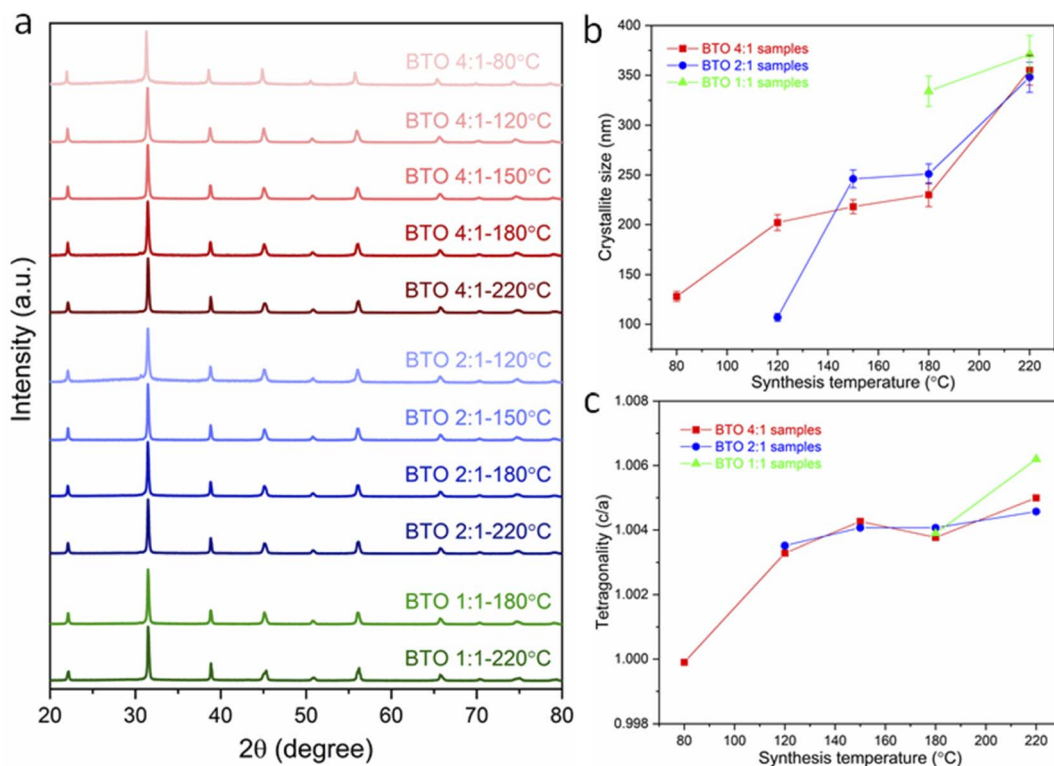 a
BTO 4:1-80°C
BTO 4:1-120°C
BTO 4:1-150°C
BTO 4:1-180°C
BTO 4:1-220°C
BTO 2:1-120°C
BTO 2:1-150°C
BTO 2:1-180°C
BTO 2:1-220°C
BTO 1:1-180°C
BTO 1:1-220°C
Intensity (a.u.)
20 30 40 50 60 70 80
2θ (degree)
b
BTO 4:1 samples
BTO 2:1 samples
BTO 1:1 samples
400
350
300
250
200
150
100
Crystallite size (nm)
80 100 120 140 160 180 200 220
Synthesis temperature (°C)
c
BTO 4:1 samples
BTO 2:1 samples
BTO 1:1 samples
1.008
1.006
1.004
1.002
1.000
0.998
Tetragonality (c/a)
80 100 120 140 160 180 200 220
Synthesis temperature (°C)